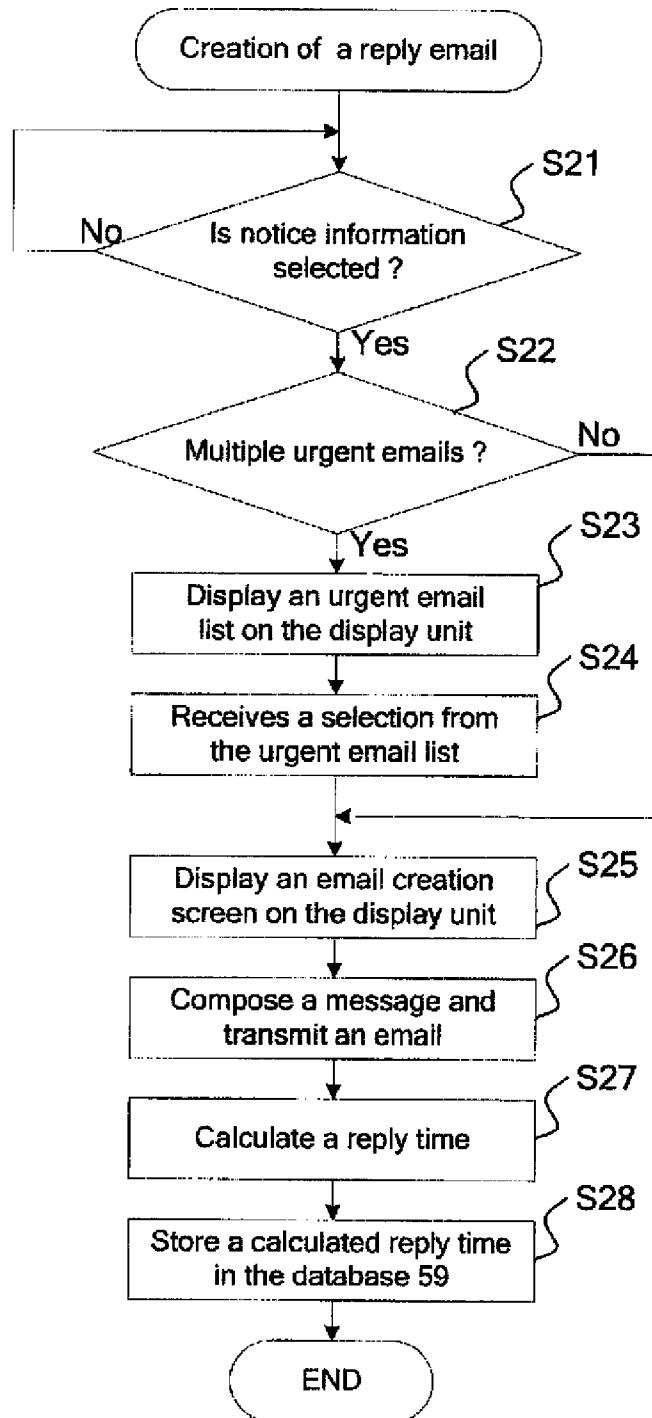 Creation of a reply email
S21
No
Is notice information
selected ?
Yes
S22
No
Multiple urgent emails ?
Yes
S23
Display an urgent email
list on the display unit
S24
Receives a selection from
the urgent email list
S25
Display an email creation
screen on the display unit
S26
Compose a message and
transmit an email
S27
Calculate a reply time
S28
Store a calculated reply time
in the database 59
END